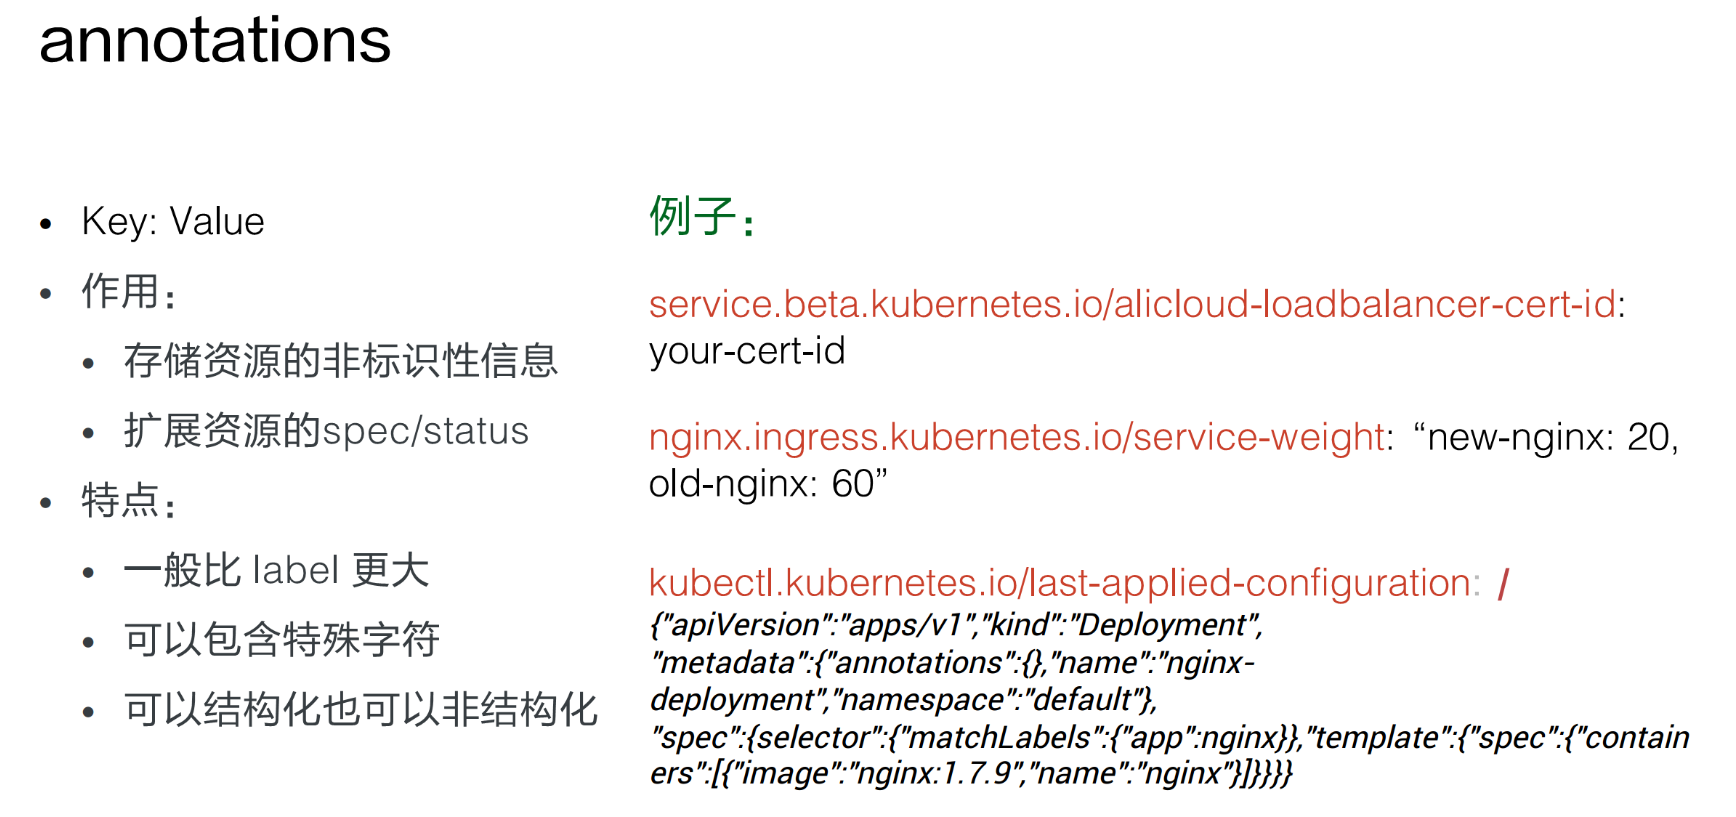 annotations
• Key: Value
• 作用：
• 存储资源的非标识性信息
• 扩展资源的spec/status
• 特点：
• 一般比 label 更大
• 可以包含特殊字符
• 可以结构化也可以非结构化
例子：
service.beta.kubernetes.io/alicloud-loadbalancer-cert-id:
your-cert-id
nginx.ingress.kubernetes.io/service-weight: “new-nginx: 20,
old-nginx: 60”
kubectl.kubernetes.io/last-applied-configuration: /
{"apiVersion":"apps/v1","kind":"Deployment",
"metadata":{"annotations":{},"name":"nginx-
deployment","namespace":"default"},
"spec":{selector":{"matchLabels":{"app":nginx}},"template":{"spec":{"contain
ers":[{"image":"nginx:1.7.9","name":"nginx"}]}}}}